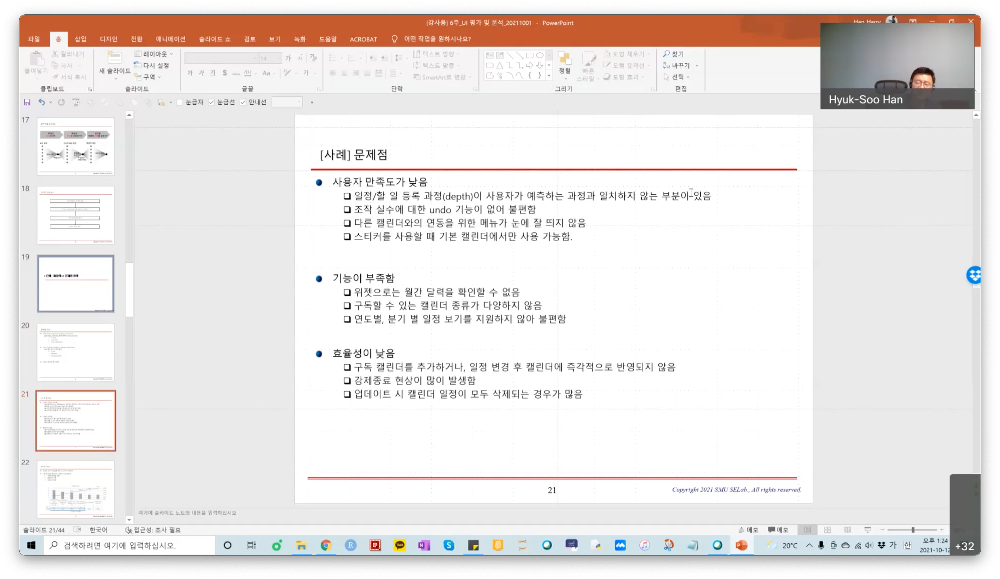 [강사용] 6주_UI 평가 및 분석_20211001 - PowerPoint
Han Harry
파일 홈 삽입 디자인 전환 애니메이션 슬라이드 쇼 검토 보기 녹화 도움말 ACROBAT 어떤 작업을 원하시나요?
붙여넣기
잘라내기
복사
서식 복사
클립보드
새 슬라이드
레이아웃
다시 설정
구역
슬라이드
14
가 가 가 S 간 Aa 가
글꼴
텍스트 방향
텍스트 맞춤
SmartArt로 변환
단락
정렬
빠른
스타일
도형 채우기
도형 윤곽선
도형 효과
그리기
찾기
바꾸기
선택
편집
Hyuk-Soo Han
눈금자 눈금선 안내선
17
18
19
20
21
22
[사례] 문제점
사용자 만족도가 낮음
일정/할 일 등록 과정(depth)이 사용자가 예측하는 과정과 일치하지 않는 부분이 있음
조작 실수에 대한 undo 기능이 없어 불편함
다른 캘린더와의 연동을 위한 메뉴가 눈에 잘 띄지 않음
스티커를 사용할 때 기본 캘린더에서만 사용 가능함.
기능이 부족함
위젯으로는 월간 달력을 확인할 수 없음
구독할 수 있는 캘린더 종류가 다양하지 않음
연도별, 분기 별 일정 보기를 지원하지 않아 불편함
효율성이 낮음
구독 캘린더를 추가하거나, 일정 변경 후 캘린더에 즉각적으로 반영되지 않음
강제종료 현상이 많이 발생함
업데이트 시 캘린더 일정이 모두 삭제되는 경우가 많음
21
Copyright 2021 SMU SELab., All rights reserved.
여기에 슬라이드 노트의 내용을 입력하십시오
슬라이드 21/44 한국어 접근성: 조사 필요 메모 메모
검색하려면 여기에 입력하십시오.
TALK
20°C
가 한
오후 1:24
2021-10-12
+32